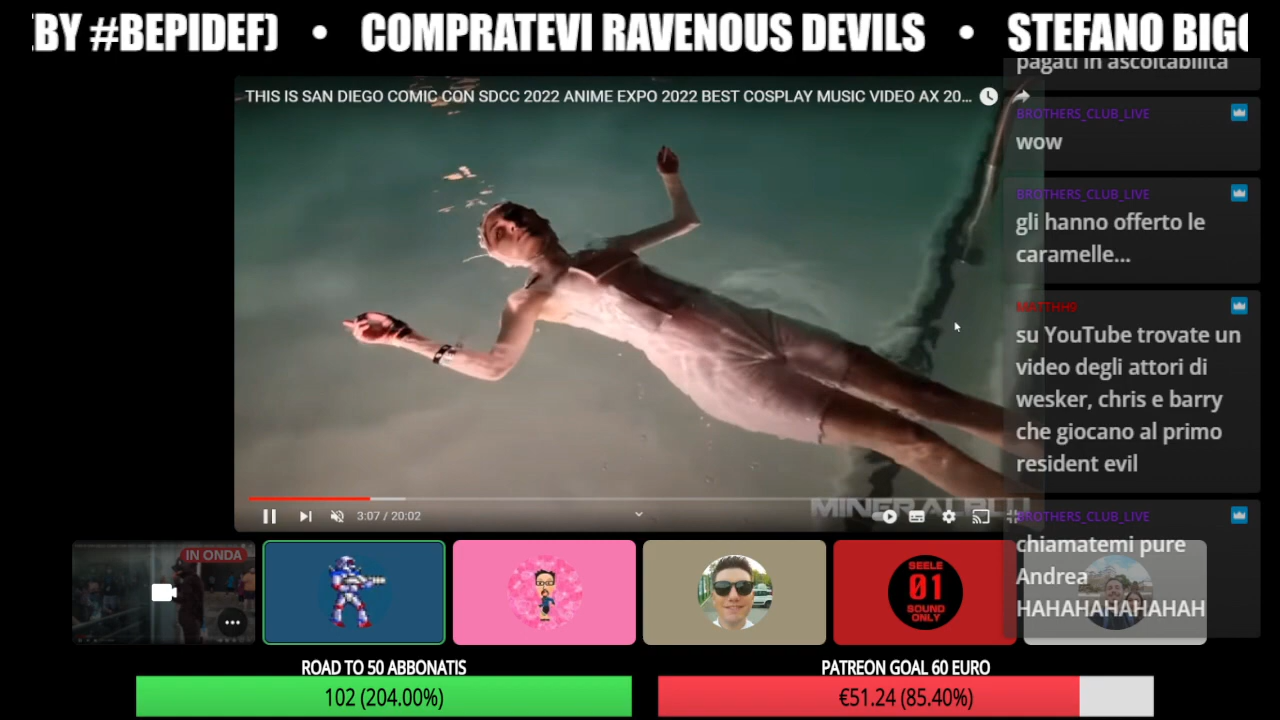 (BY #BEPIDEF) • COMPRATEVI RAVENOUS DEVILS • STEFANO BIGO
pagati in ascoltabilità
THIS IS SAN DIEGO COMIC CON SDCC 2022 ANIME EXPO 2022 BEST COSPLAY MUSIC VIDEO AX 20...
BROTHERS_CLUB_LIVE
wow
BROTHERS_CLUB_LIVE
gli hanno offerto le
caramelle...
su YouTube trovate un
video degli attori di
wesker, chris e barry
che giocano al primo
resident evil
MINERALBLU
3:07 / 20:02
BROTHERS_CLUB_LIVE
chiamatemi pure
Andrea
HAHAHAHAHAHAH
IN ONDA
SEELE
01
SOUND
ONLY
ROAD TO 50 ABBONATIS
102 (204.00%)
PATREON GOAL 60 EURO
€51.24 (85.40%)